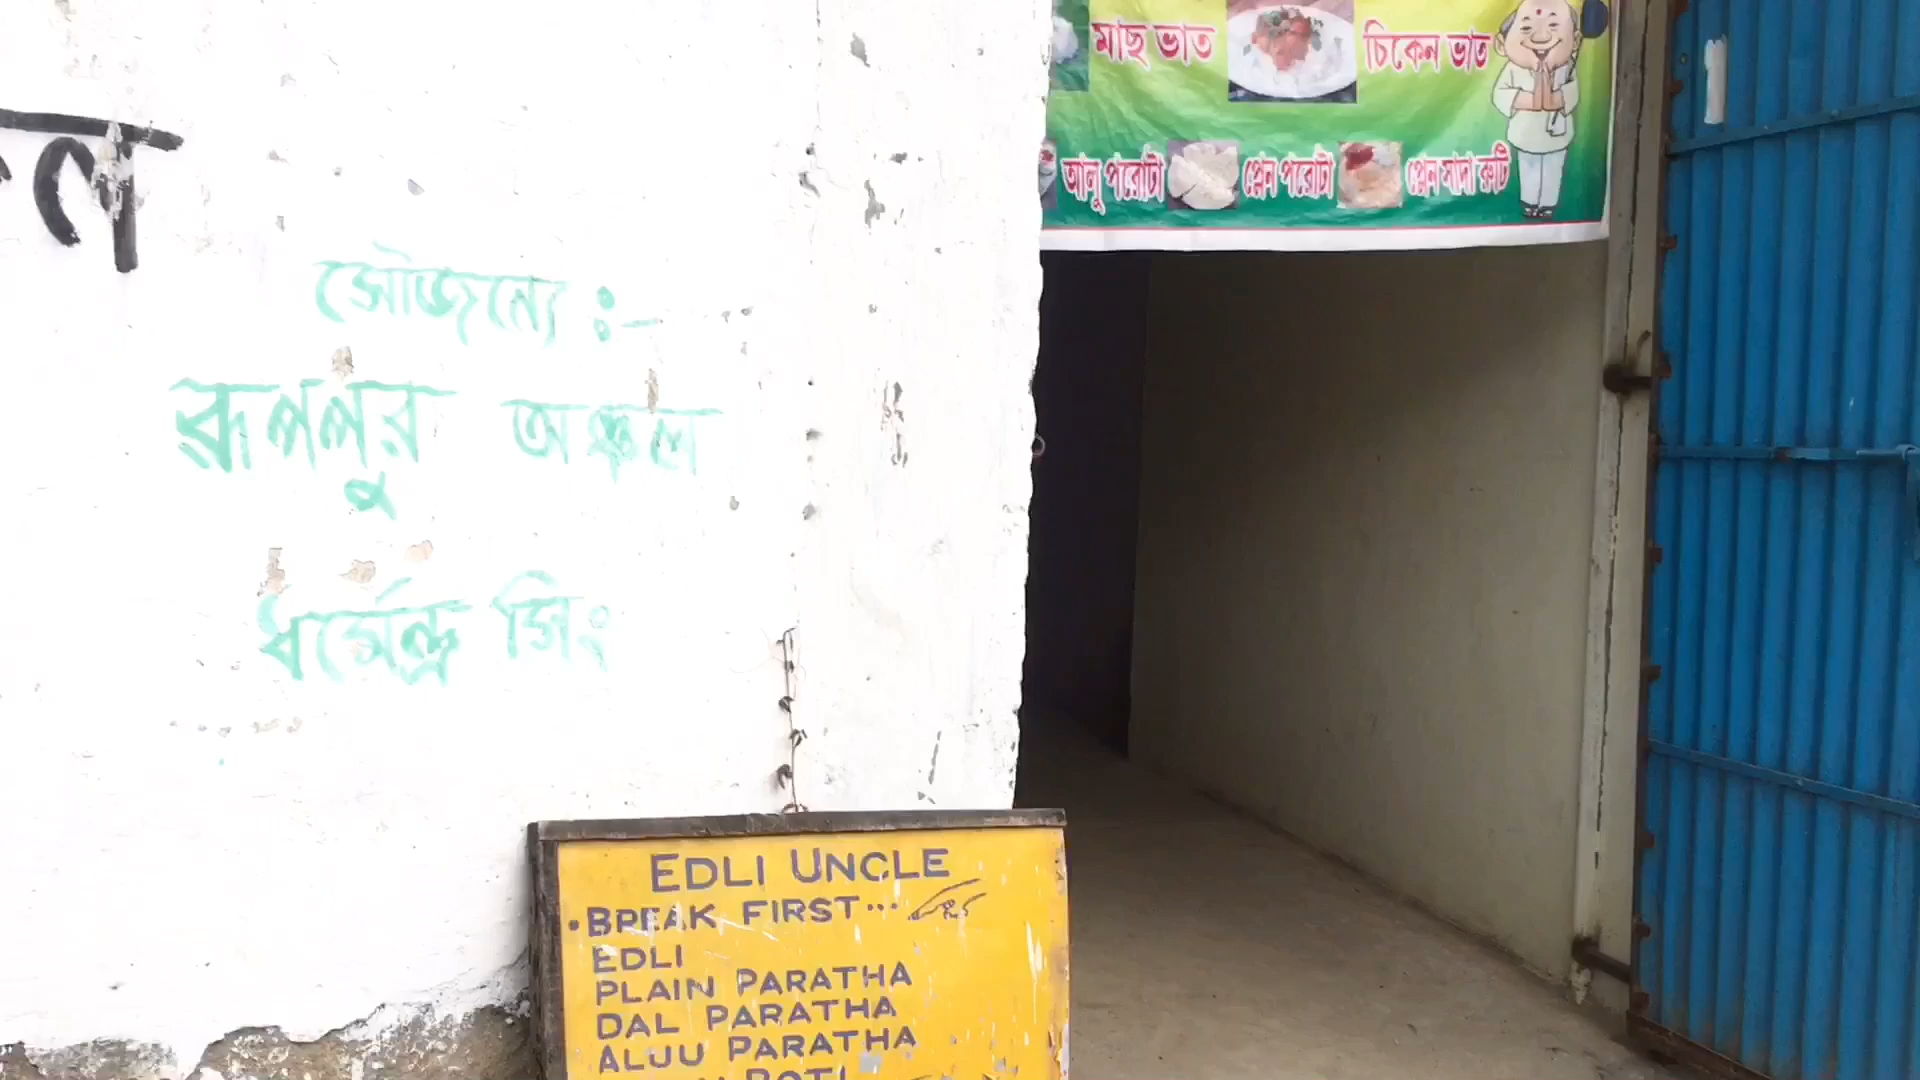 মাছ ভাত চিকেন ভাত
আলু পরোটা প্লেন পরোটা প্লেন সাদা রুটি
সৌজন্যে :-
রূপপুর অঞ্চল
ধর্মেন্দ্র সিং
EDLI UNCLE
• BREAK FIRST...
EDLI
PLAIN PARATHA
DAL PARATHA
ALUU PARATHA
ROTI